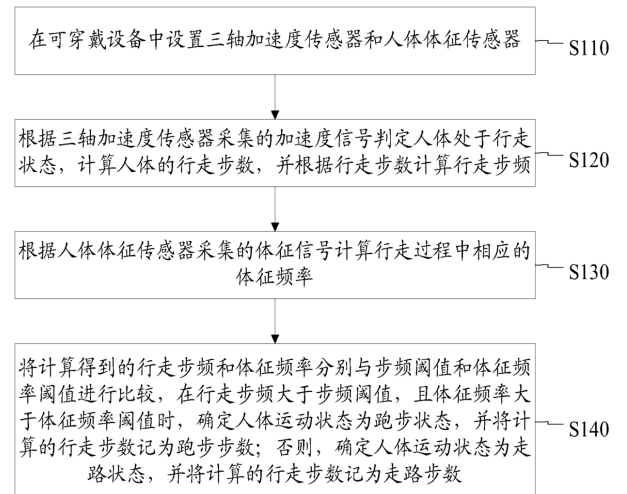 在可穿戴设备中设置三轴加速度传感器和人体体征传感器
S110
根据三轴加速度传感器采集的加速度信号判定人体处于行走
状态，计算人体的行走步数，并根据行走步数计算行走步频
S120
根据人体体征传感器采集的体征信号计算行走过程中相应的
体征频率
S130
将计算得到的行走步频和体征频率分别与步频阈值和体征频
率阈值进行比较，在行走步频大于步频阈值，且体征频率大
于体征频率阈值时，确定人体运动状态为跑步状态，并将计
算的行走步数记为跑步步数；否则，确定人体运动状态为走
路状态，并将计算的行走步数记为走路步数
S140